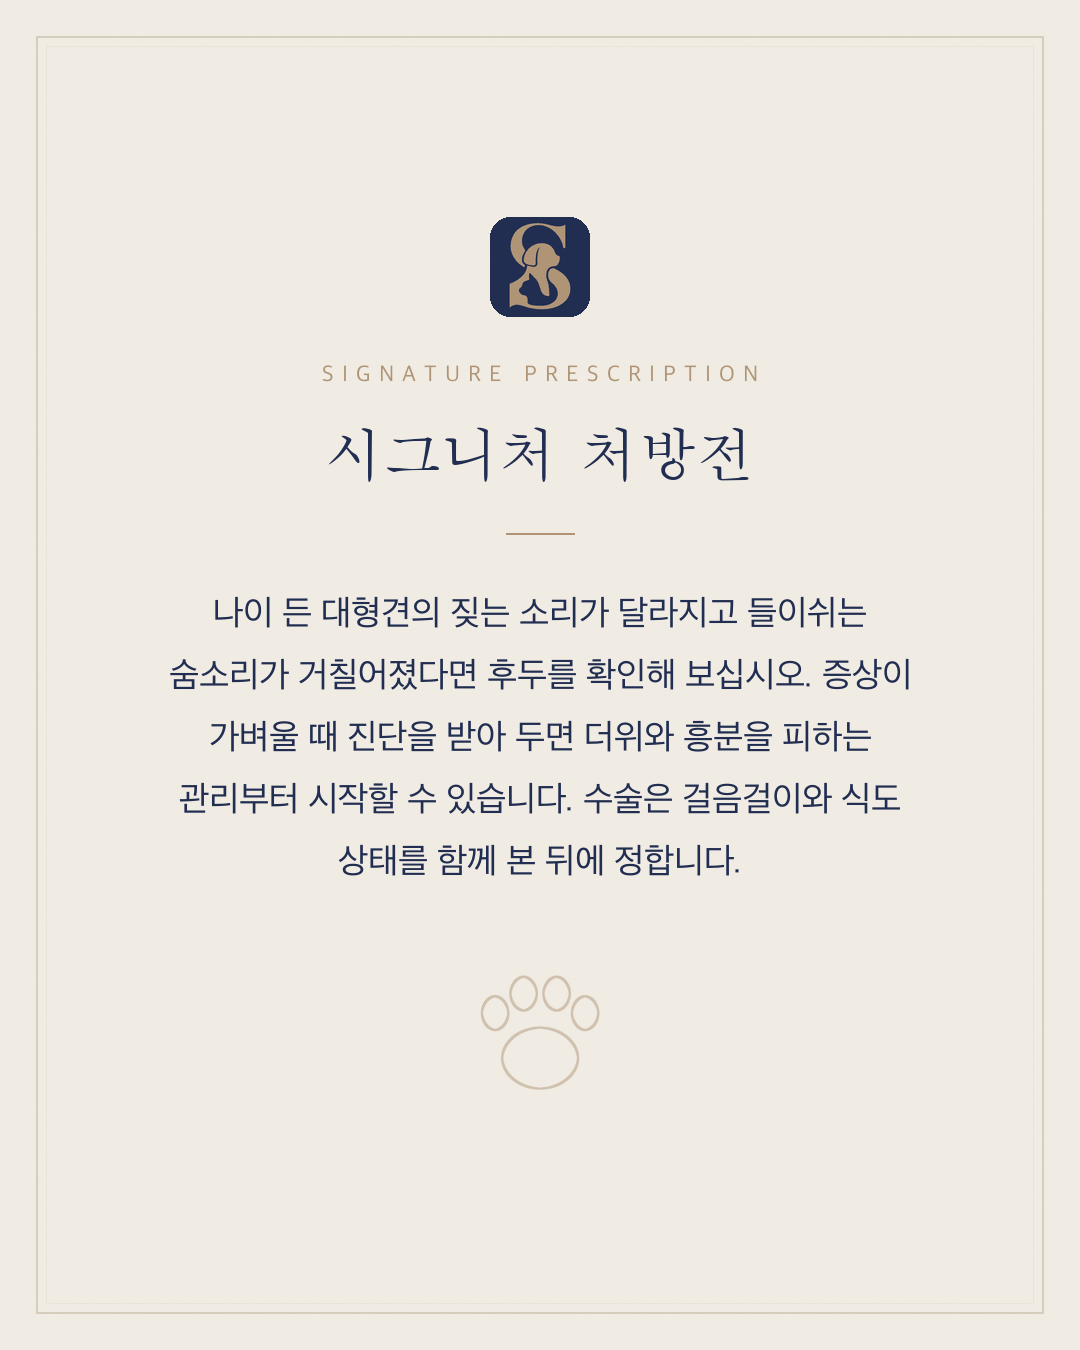 S
SIGNATURE PRESCRIPTION
시그니처 처방전
나이 든 대형견의 짖는 소리가 달라지고 들이쉬는
숨소리가 거칠어졌다면 후두를 확인해 보십시오. 증상이
가벼울 때 진단을 받아 두면 더위와 흥분을 피하는
관리부터 시작할 수 있습니다. 수술은 걸음걸이와 식도
상태를 함께 본 뒤에 정합니다.